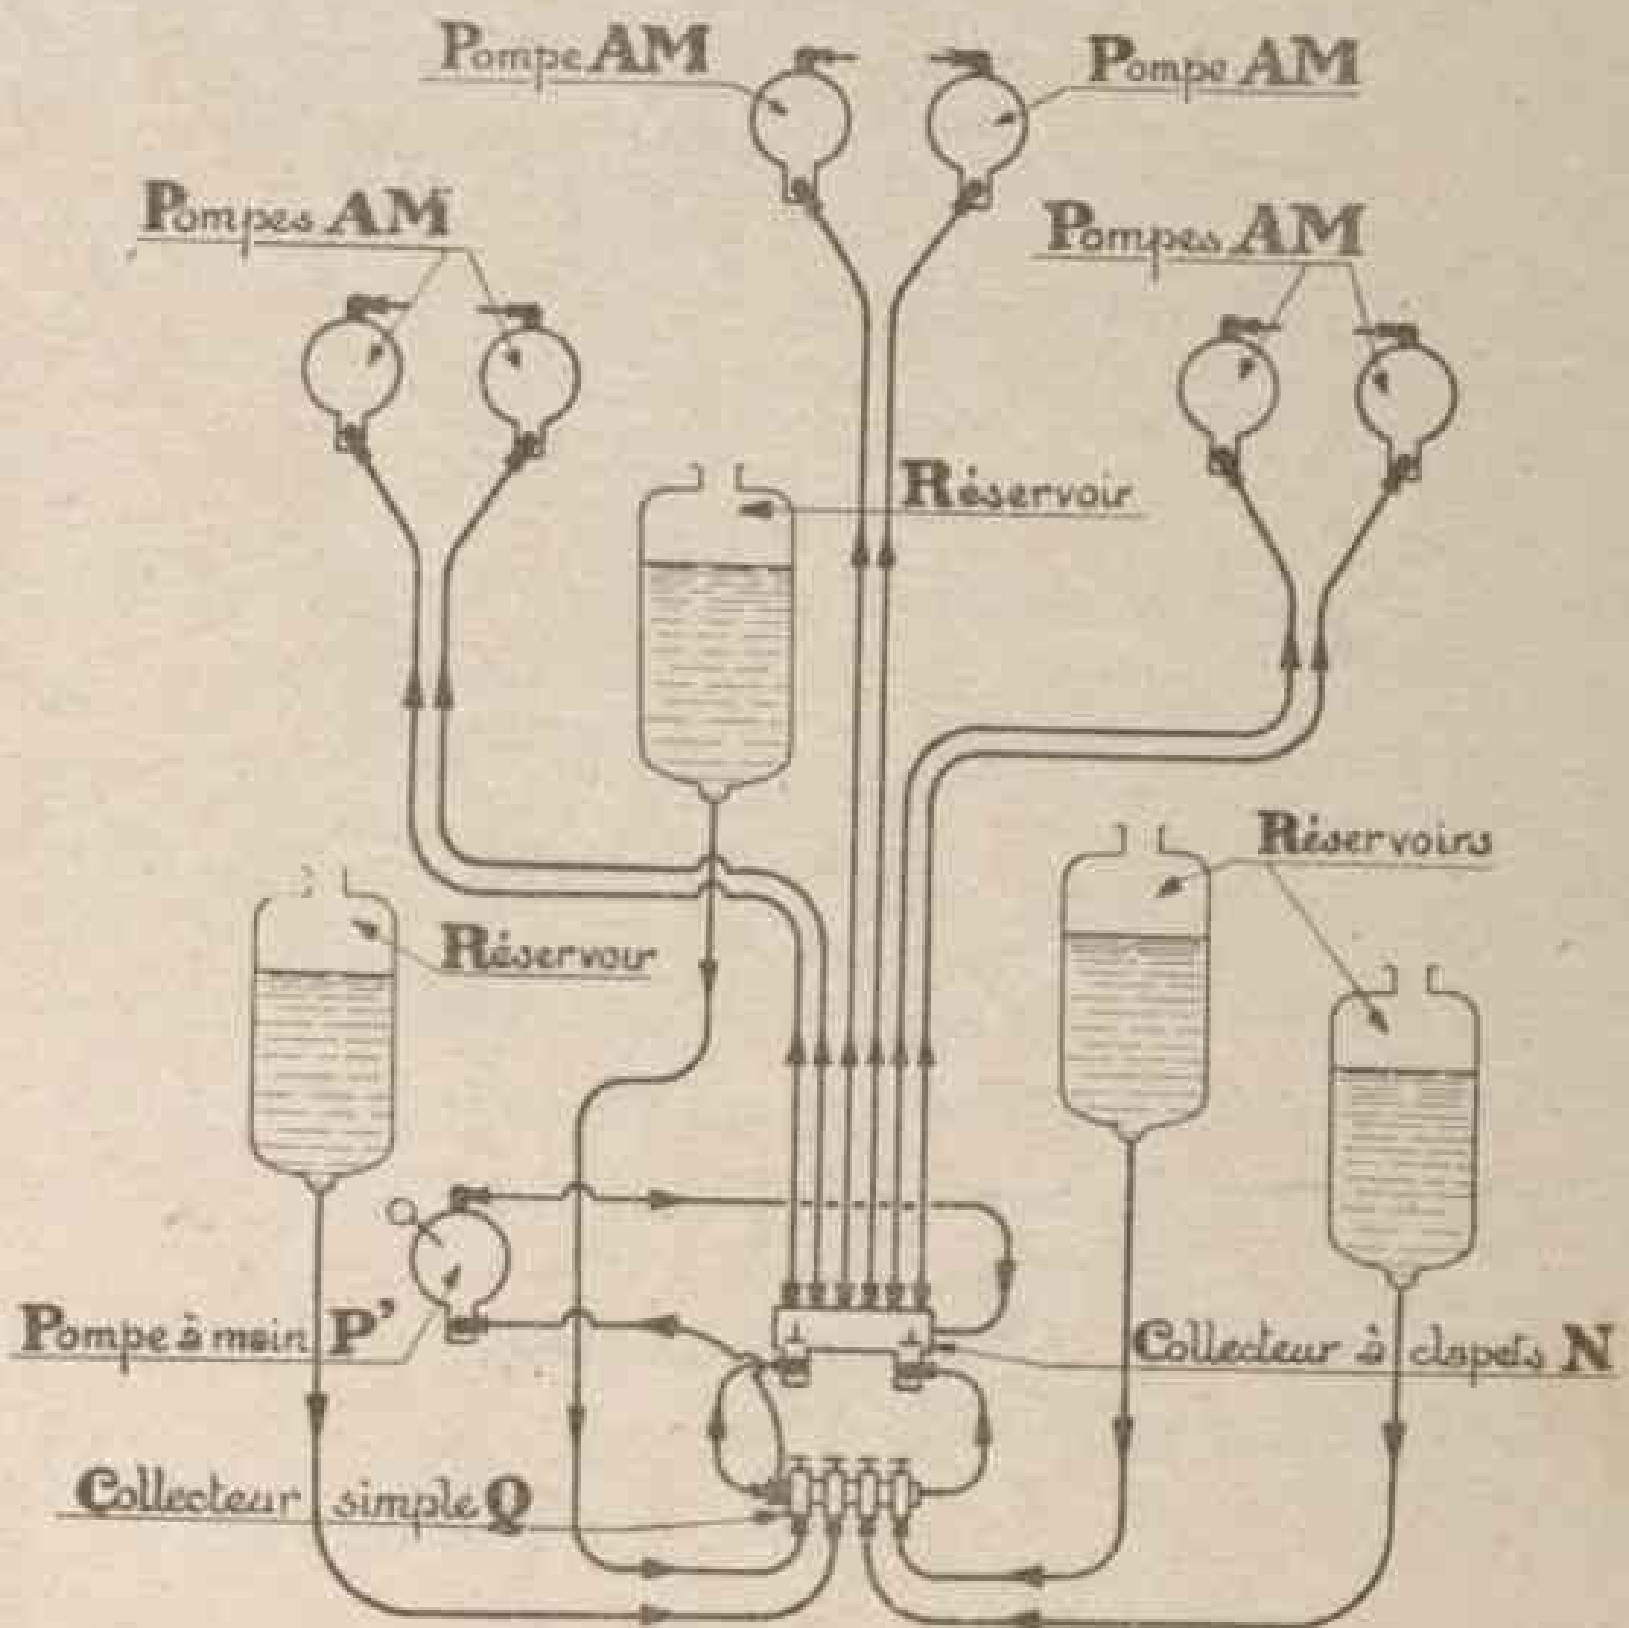 Pompe AM
Pompe AM
Pompes AM
Pompes AM
Réservoir
Réservoirs
Réservoir
Pompe à main P'
Collecteur à clapets N
Collecteur simple Q